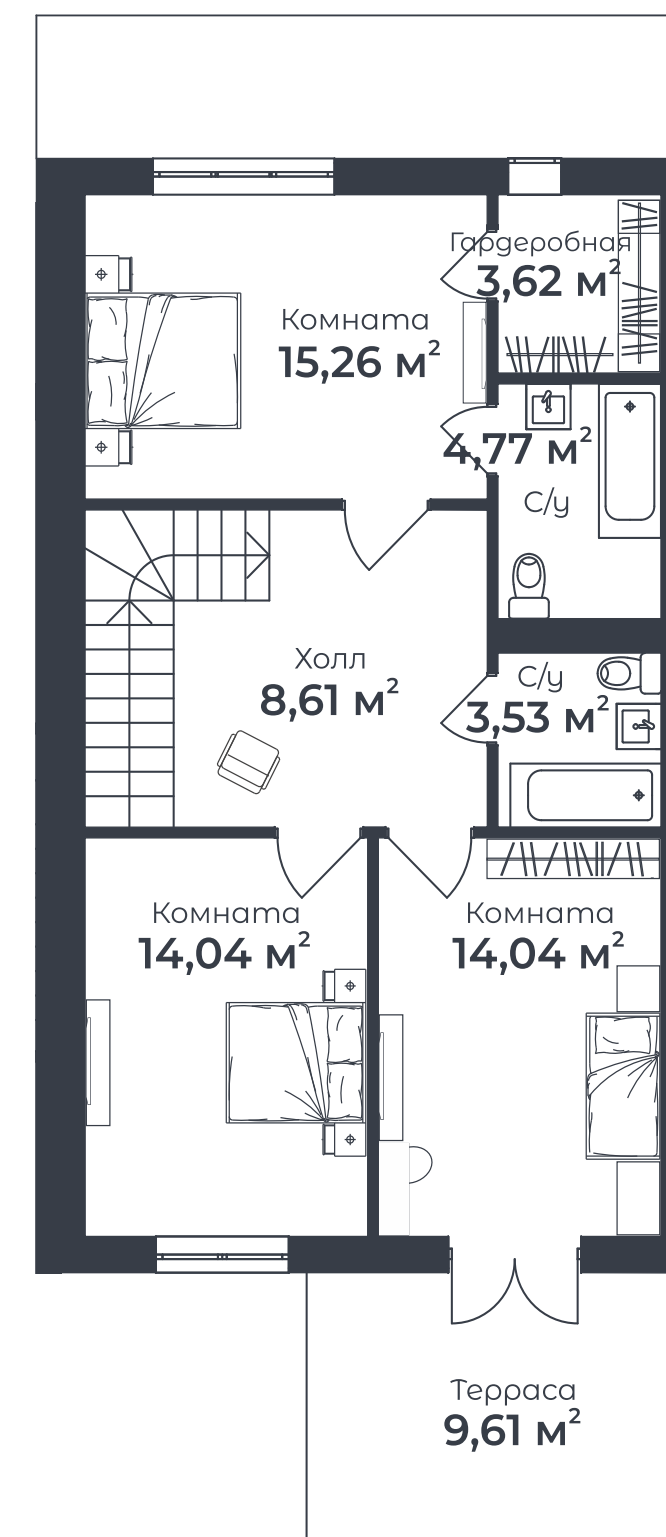 Гардеробная
3,62 м²
Комната
15,26 м²
4,77 м²
С/у
Холл
8,61 м²
С/у
3,53 м²
Комната
14,04 м²
Комната
14,04 м²
Терраса
9,61 м²